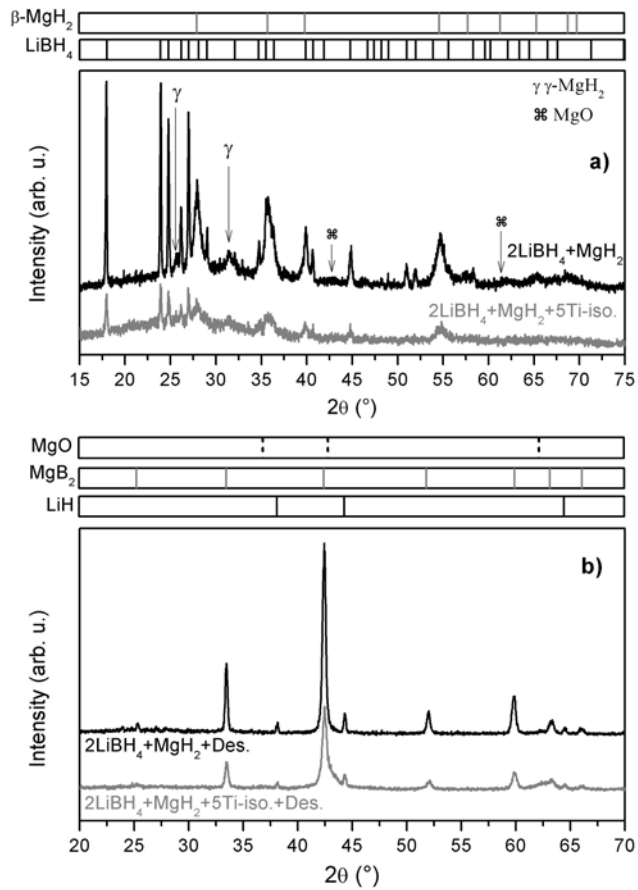 β-MgH₂
LiBH₄
γ γ-MgH₂
⌘ MgO
a)
γ
γ
⌘
⌘
2LiBH₄+MgH₂
2LiBH₄+MgH₂+5Ti-iso.
Intensity (arb. u.)
15 20 25 30 35 40 45 50 55 60 65 70 75
2θ (°)
MgO
MgB₂
LiH
b)
Intensity (arb. u.)
2LiBH₄+MgH₂+Des.
2LiBH₄+MgH₂+5Ti-iso.+Des.
20 25 30 35 40 45 50 55 60 65 70
2θ (°)